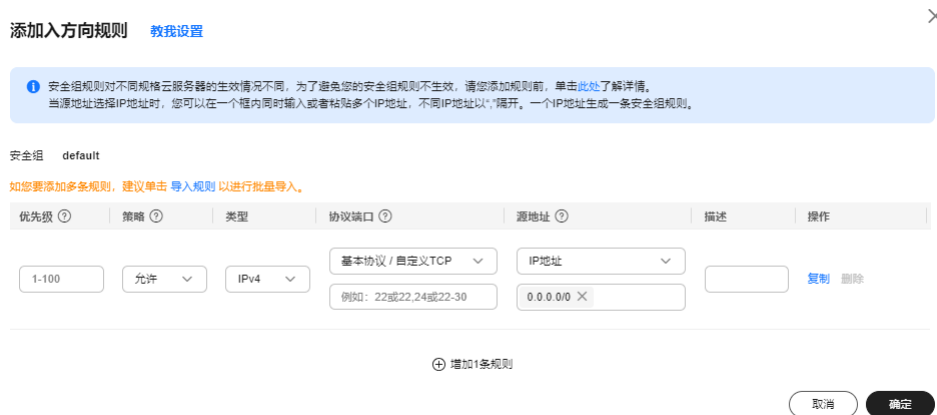 添加入方向规则 教我设置
安全组规则对不同规格云服务器的生效情况不同，为了避免您的安全组规则不生效，请您添加规则前，单击此处了解详情。
当源地址选择IP地址时，您可以在一个框内同时输入或者粘贴多个IP地址，不同IP地址以“,”隔开。一个IP地址生成一条安全组规则。
安全组 default
如您要添加多条规则，建议单击 导入规则 以进行批量导入。
优先级 策略 类型 协议端口 源地址 描述 操作
基本协议 / 自定义TCP IP地址
1-100 允许 IPv4 复制 删除
例如：22或22,24或22-30 0.0.0.0/0
增加1条规则
取消 确定